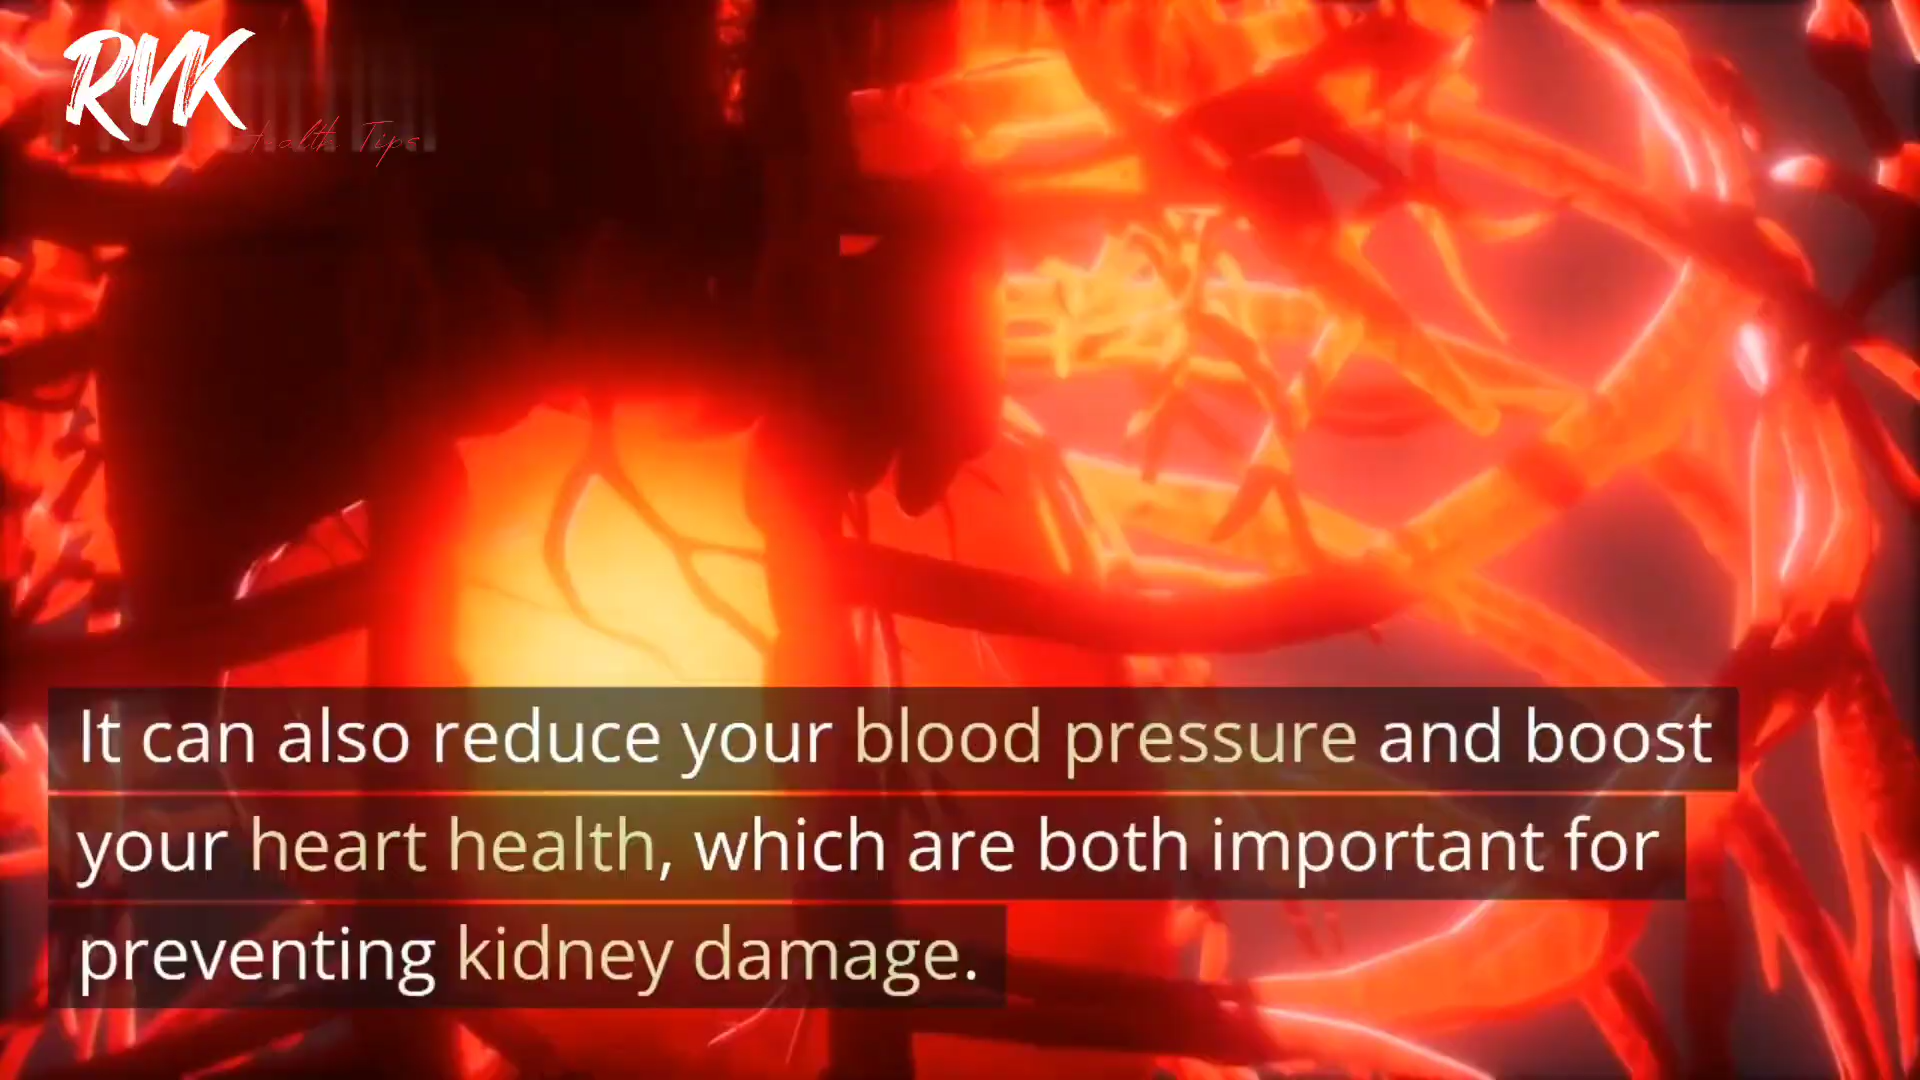 RVK
Health Tips
It can also reduce your blood pressure and boost
your heart health, which are both important for
preventing kidney damage.